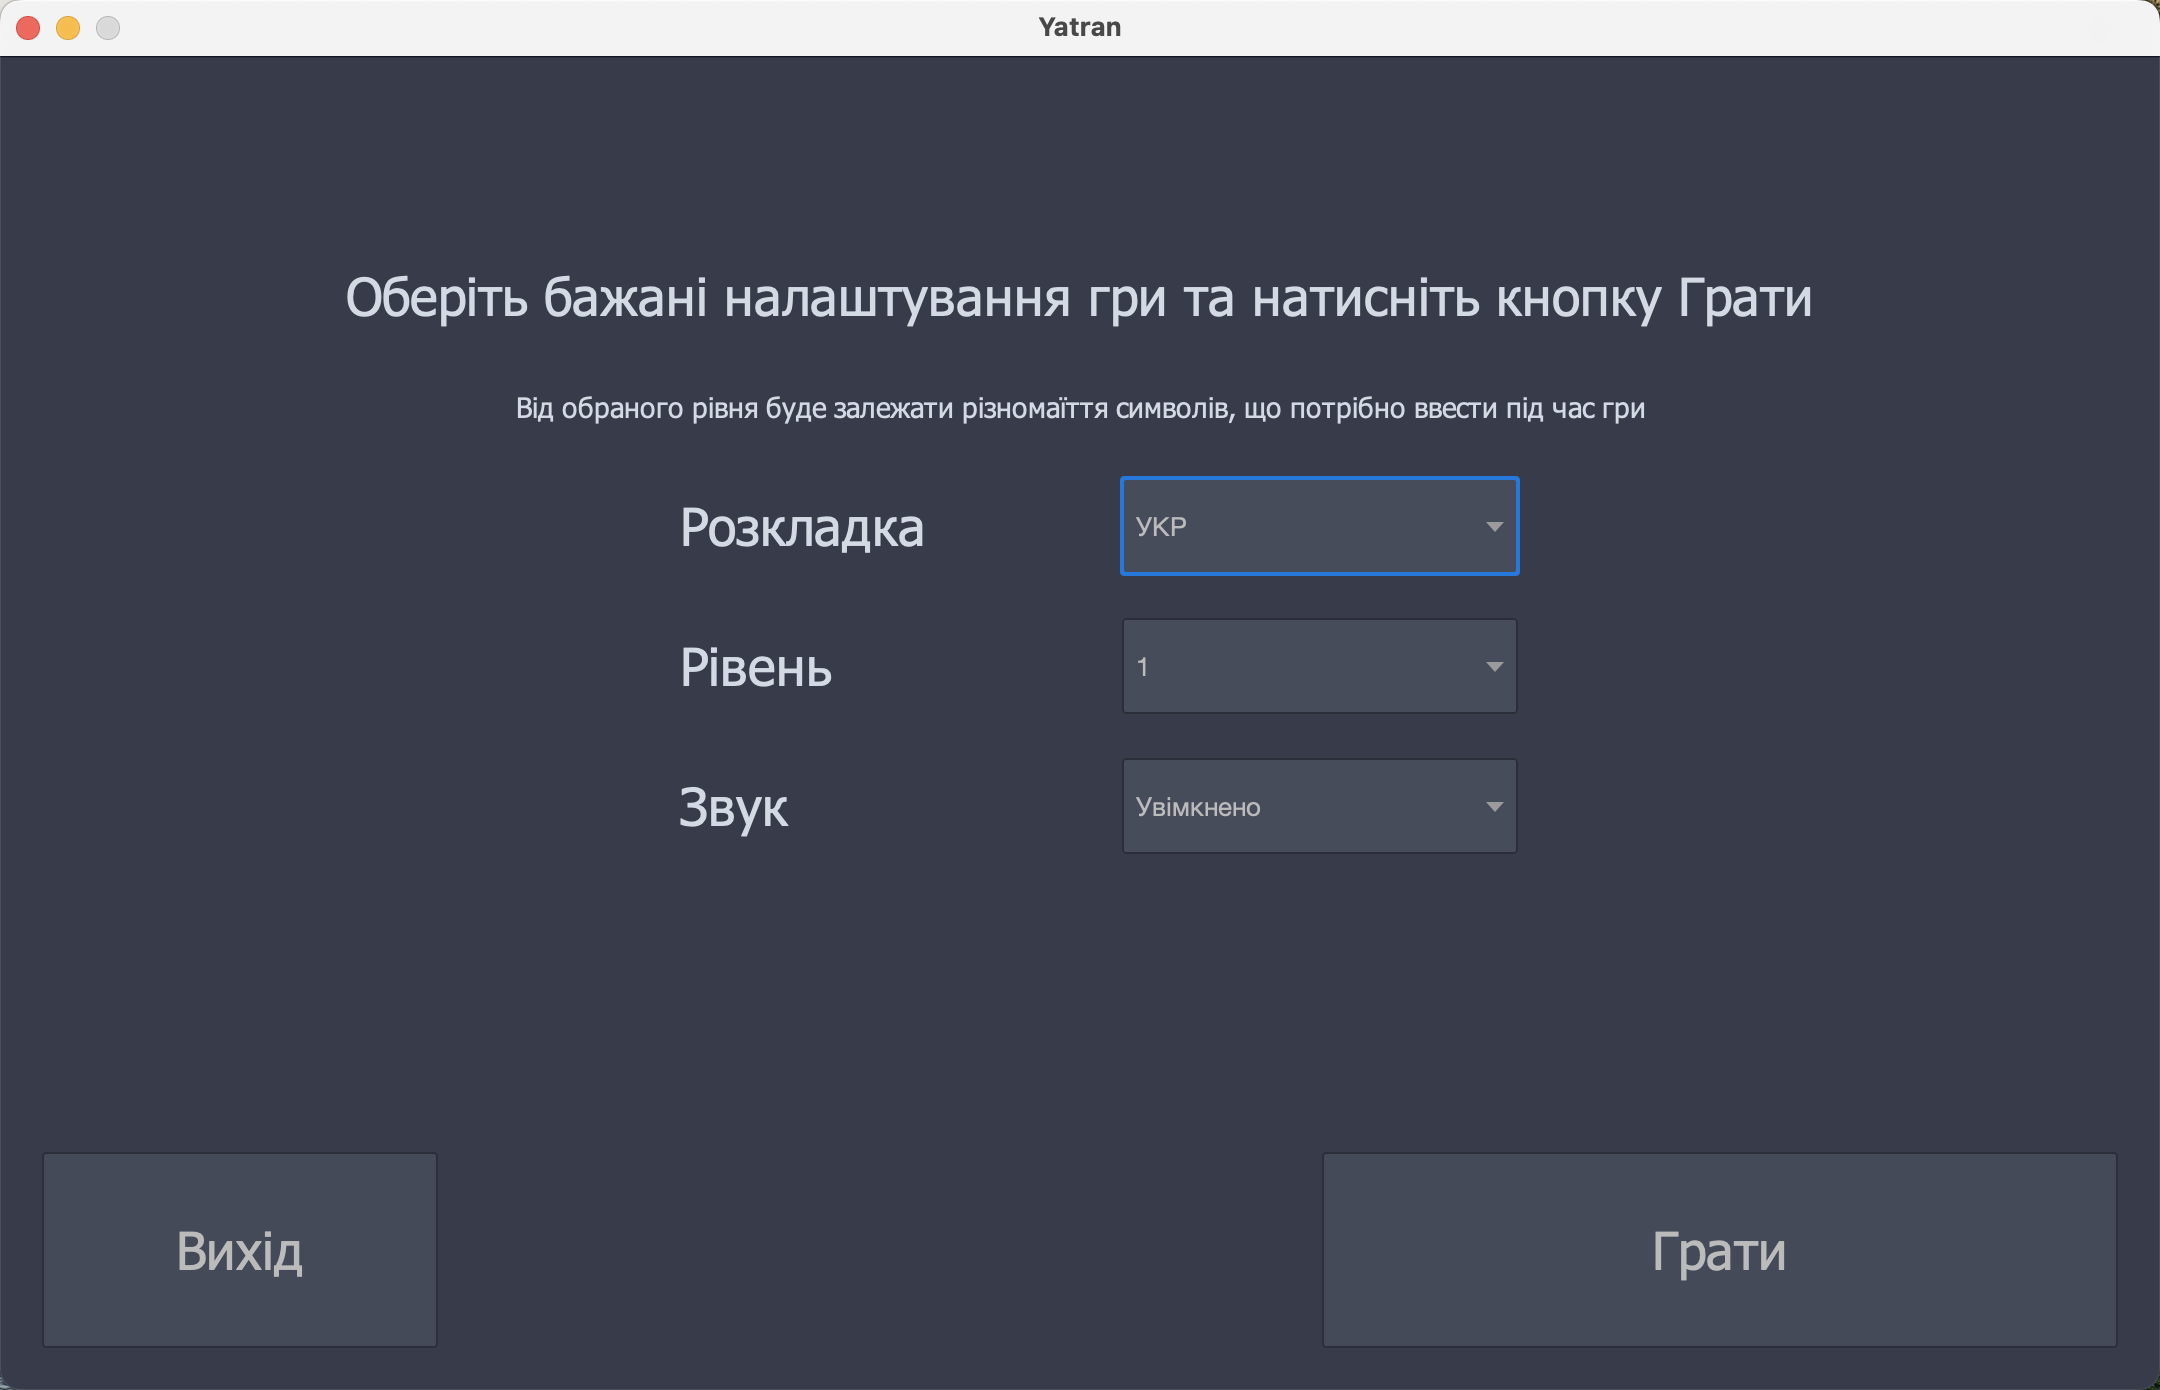 Yatran
Оберіть бажані налаштування гри та натисніть кнопку Грати
Від обраного рівня буде залежати різномаїття символів, що потрібно ввести під час гри
Розкладка
УКР
Рівень
1
Звук
Увімкнено
Вихід
Грати